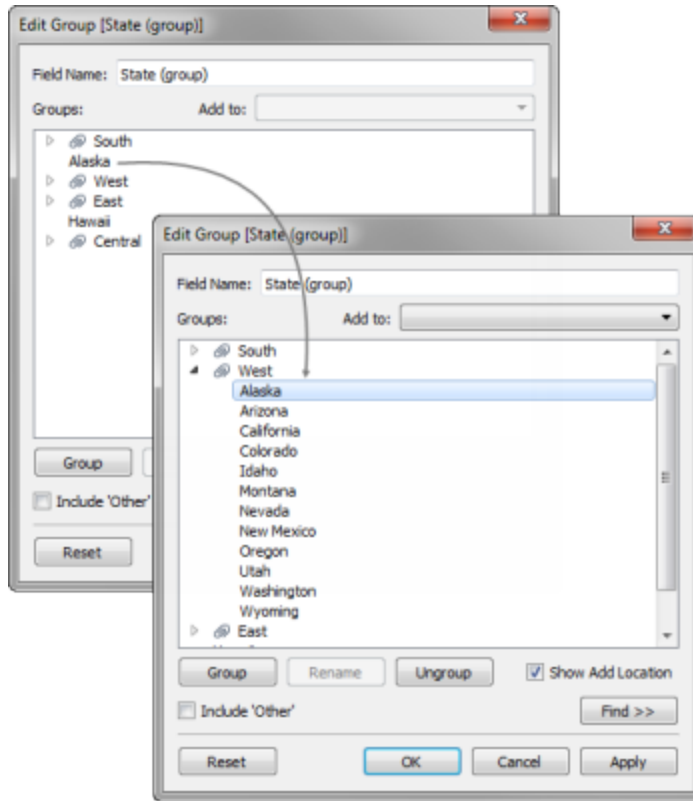 Edit Group [State (group)]
Field Name: State (group)
Groups: Add to:
South
Alaska
West
East
Hawaii
Central
Group
Include 'Other'
Reset
Edit Group [State (group)]
Field Name: State (group)
Groups: Add to:
South
West
Alaska
Arizona
California
Colorado
Idaho
Montana
Nevada
New Mexico
Oregon
Utah
Washington
Wyoming
East
Group Rename Ungroup Show Add Location
Include 'Other' Find >>
Reset OK Cancel Apply